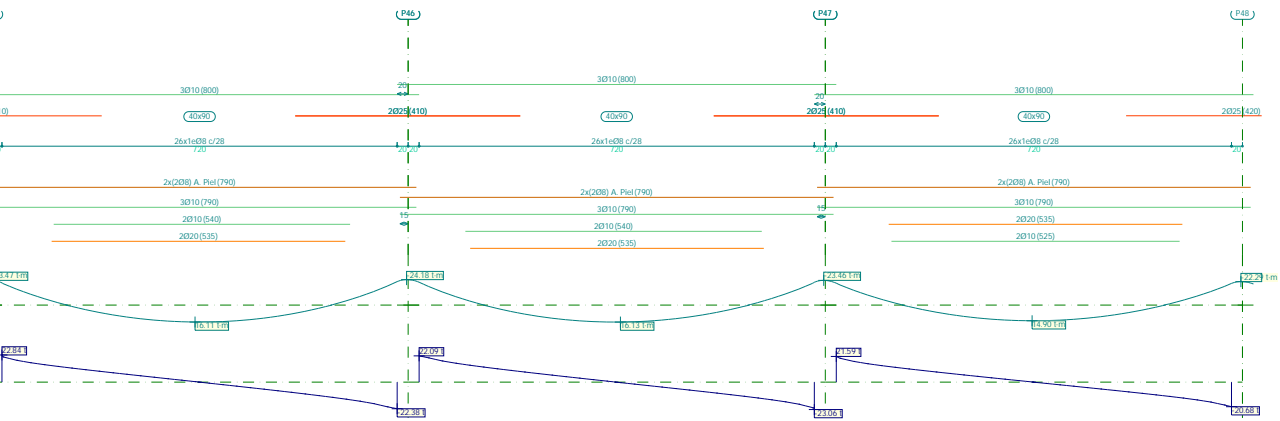 P46 P47 P48
3Ø10(800)
3Ø10(800) 20 3Ø10(800)
20
2Ø25(410) 2Ø25(410) 2Ø25(420)
40x90 40x90 40x90
26x1eØ8 c/28 26x1eØ8 c/28 26x1eØ8 c/28
720 20 20 720 20 20 720 20
2x(2Ø8) A. Piel(790) 2x(2Ø8) A. Piel(790)
2x(2Ø8) A. Piel(790)
3Ø10(790) 3Ø10(790)
3Ø10(790)
2Ø10(540) 15 15 2Ø20(535)
2Ø10(540)
2Ø20(535) 2Ø10(525)
2Ø20(535)
3.47 t·m -24.18 t·m -23.46 t·m -22.29 t·m
16.11 t·m 16.13 t·m 14.90 t·m
22.84 t 22.09 t 21.59 t
-22.38 t -23.06 t -20.68 t